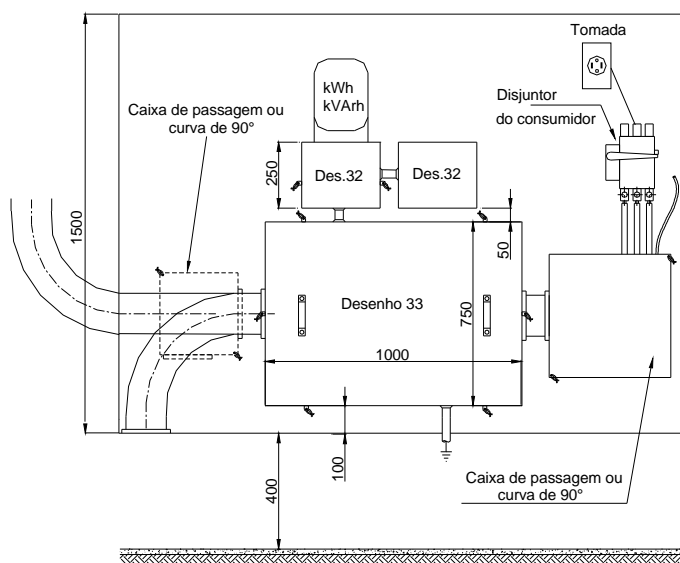 Tomada
kWh
kVArh
Caixa de passagem ou
curva de 90°
Disjuntor
do consumidor
250
Des.32
Des.32
1500
50
Desenho 33
750
1000
100
400
Caixa de passagem ou
curva de 90°